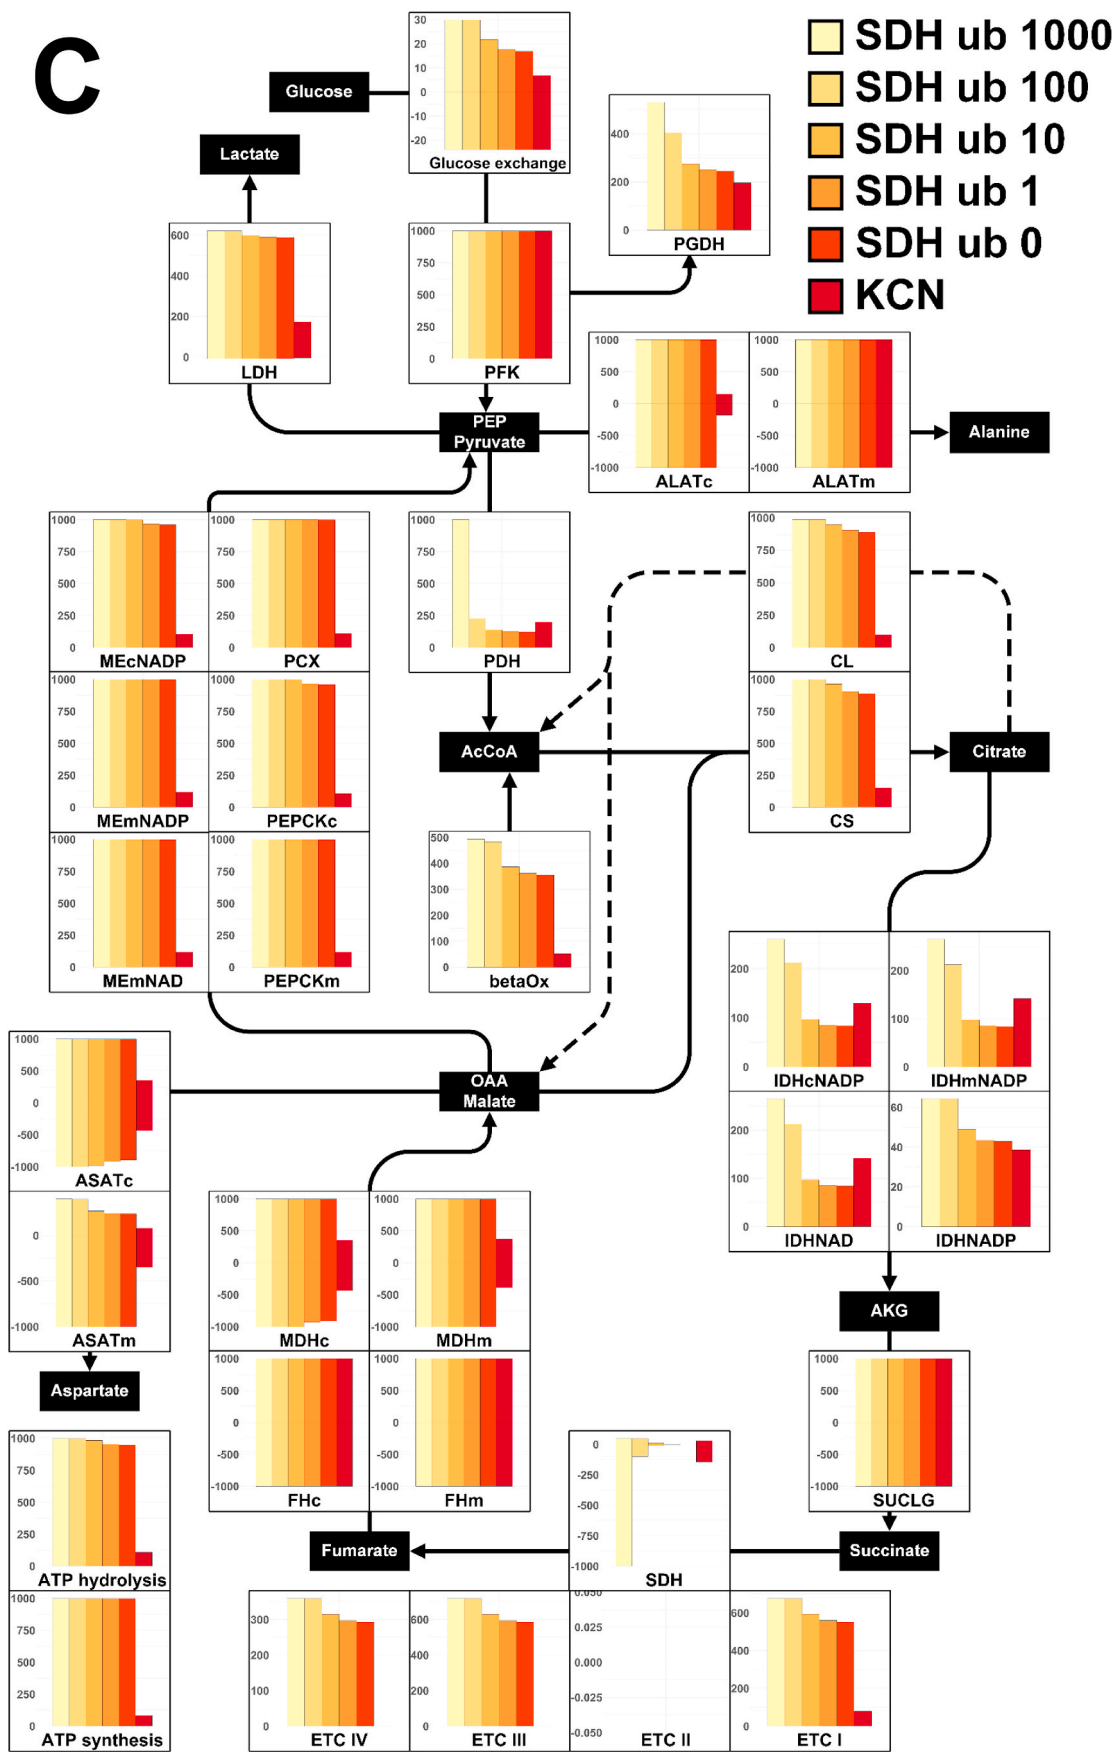 C
SDH ub 1000
SDH ub 100
SDH ub 10
SDH ub 1
SDH ub 0
KCN
30
20
10
0
-10
-20
Glucose exchange
Glucose
Lactate
400
200
0
PGDH
600
400
200
0
LDH
1000
750
500
250
0
PFK
1000
500
0
-500
-1000
ALATc
1000
500
0
-500
-1000
ALATm
PEP
Pyruvate
Alanine
1000
750
500
250
0
MEcNADP
1000
750
500
250
0
PCX
1000
750
500
250
0
PDH
1000
750
500
250
0
CL
1000
750
500
250
0
MEmNADP
1000
750
500
250
0
PEPCKc
AcCoA
1000
750
500
250
0
CS
Citrate
1000
750
500
250
0
MEmNAD
1000
750
500
250
0
PEPCKm
500
400
300
200
100
0
betaOx
200
100
0
IDHcNADP
200
100
0
IDHmNADP
1000
500
0
-500
-1000
ASATc
OAA
Malate
200
100
0
IDHNAD
60
40
20
0
IDHNADP
0
-500
-1000
ASATm
1000
500
0
-500
-1000
MDHc
1000
500
0
-500
-1000
MDHm
AKG
Aspartate
1000
500
0
-500
-1000
FHc
1000
500
0
-500
-1000
FHm
1000
500
0
-500
-1000
SUCLG
1000
750
500
250
0
ATP hydrolysis
0
-250
-500
-750
-1000
SDH
Fumarate
Succinate
1000
750
500
250
0
ATP synthesis
300
200
100
0
ETC IV
600
400
200
0
ETC III
0.050
0.025
0.000
-0.025
-0.050
ETC II
600
400
200
0
ETC I